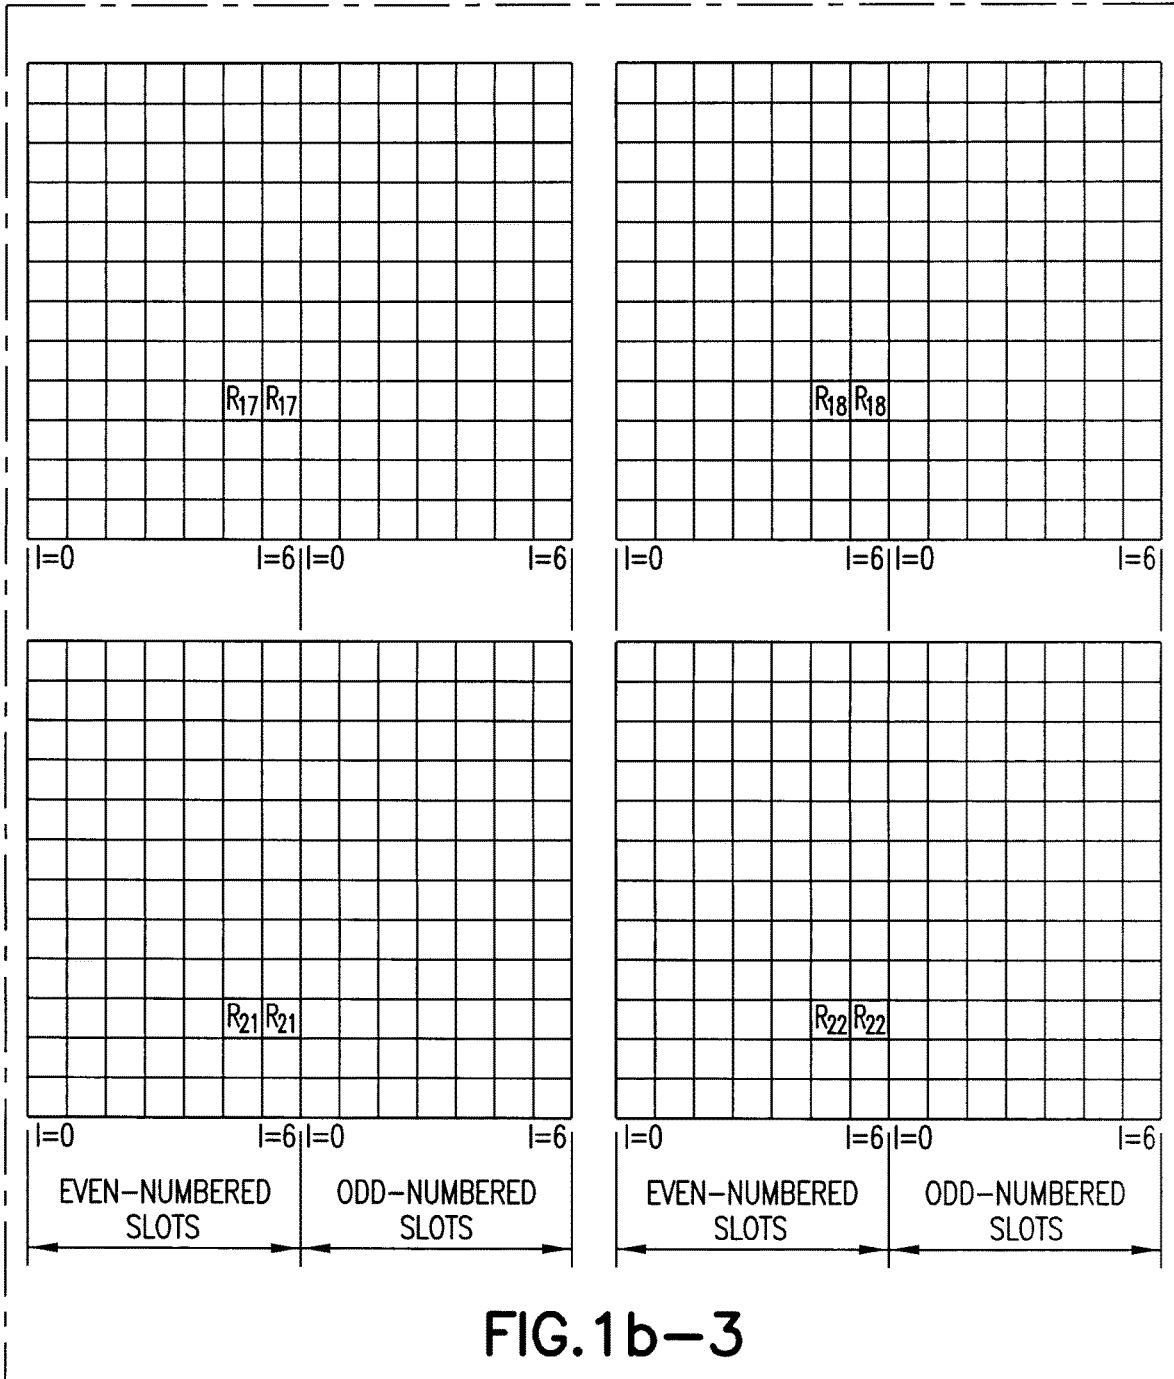 R17 R17
R18 R18
l=0 l=6 l=0 l=6
l=0 l=6 l=0 l=6
R21 R21
R22 R22
l=0 l=6 l=0 l=6
l=0 l=6 l=0 l=6
EVEN-NUMBERED
SLOTS
ODD-NUMBERED
SLOTS
EVEN-NUMBERED
SLOTS
ODD-NUMBERED
SLOTS
FIG.1b-3